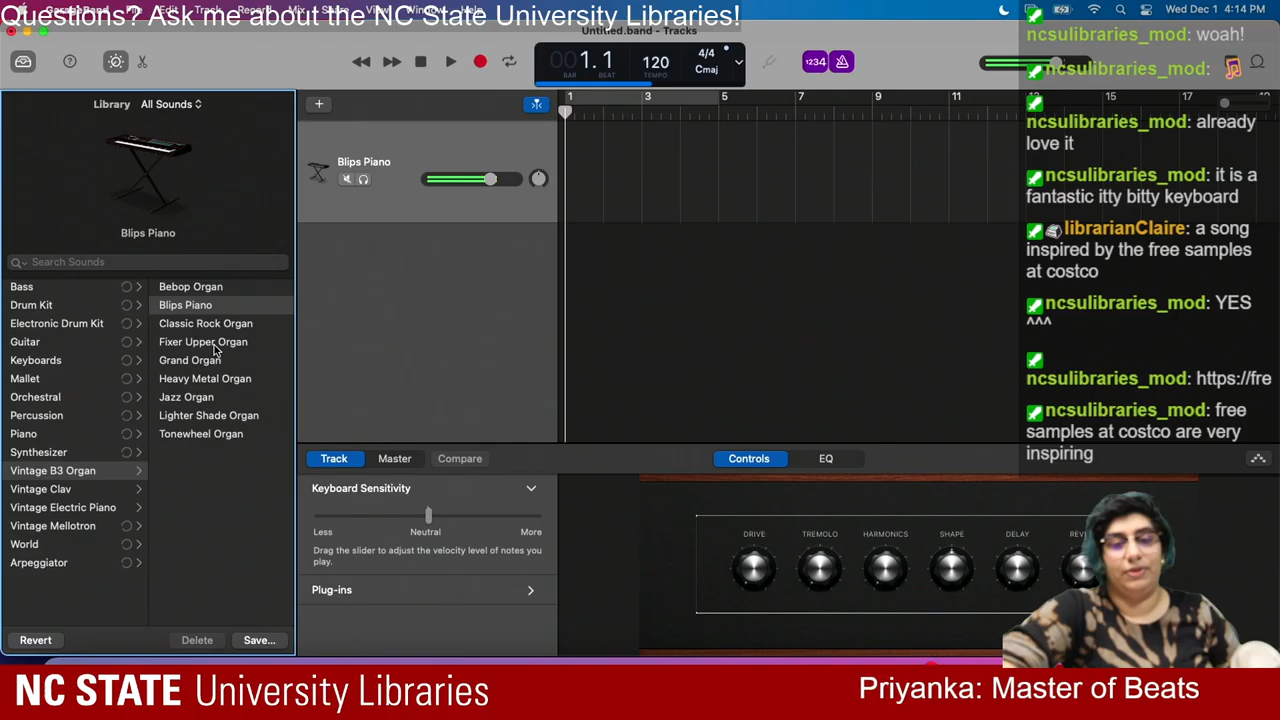 Questions? Ask me about the NC State University Libraries!
Wed Dec 1 4:14 PM
Untitled.band - Tracks
1.1
BAR
BEAT
120
TEMPO
4/4
Cmaj
1234
Library
All Sounds
Blips Piano
Search Sounds
Bass
Drum Kit
Electronic Drum Kit
Guitar
Keyboards
Mallet
Orchestral
Percussion
Piano
Synthesizer
Vintage B3 Organ
Vintage Clav
Vintage Electric Piano
Vintage Mellotron
World
Arpeggiator
Bebop Organ
Blips Piano
Classic Rock Organ
Fixer Upper Organ
Grand Organ
Heavy Metal Organ
Jazz Organ
Lighter Shade Organ
Tonewheel Organ
Revert
Delete
Save...
1
3
5
7
9
11
13
15
17
Blips Piano
Track
Master
Compare
Controls
EQ
Keyboard Sensitivity
Less
Neutral
More
Drag the slider to adjust the velocity level of notes you
play.
Plug-ins
DRIVE
TREMOLO
HARMONICS
SHAPE
DELAY
ncsulibraries_mod: woah!
ncsulibraries_mod:
ncsulibraries_mod: already
love it
ncsulibraries_mod: it is a
fantastic itty bitty keyboard
librarianClaire: a song
inspired by the free samples
at costco
ncsulibraries_mod: YES
^^^
ncsulibraries_mod: https://fre
ncsulibraries_mod: free
samples at costco are very
inspiring
NC STATE University Libraries
Priyanka: Master of Beats